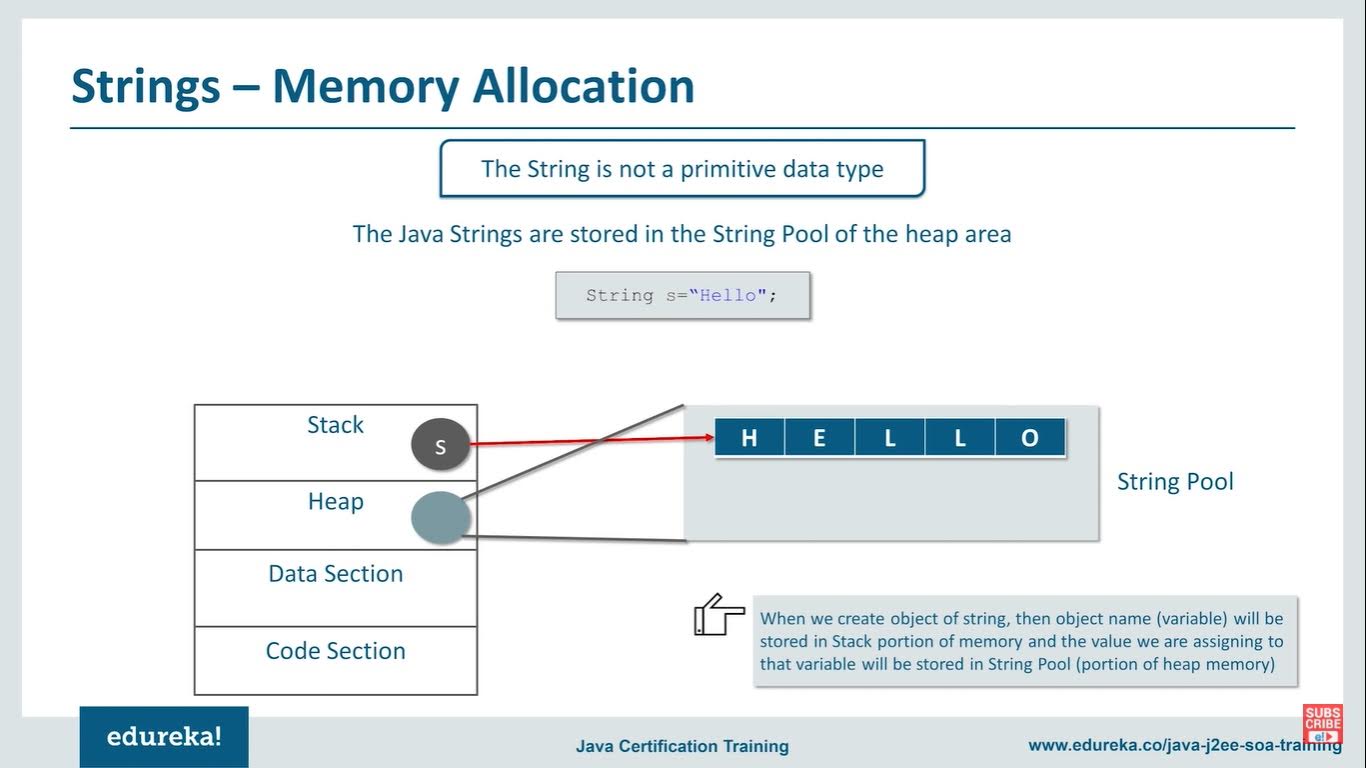 Strings – Memory Allocation
The String is not a primitive data type
The Java Strings are stored in the String Pool of the heap area
String s=“Hello";
Stack
S
H E L L O
String Pool
Heap
Data Section
Code Section
When we create object of string, then object name (variable) will be
stored in Stack portion of memory and the value we are assigning to
that variable will be stored in String Pool (portion of heap memory)
edureka!
Java Certification Training
www.edureka.co/java-j2ee-soa-training
SUBS
CRIBE
e!